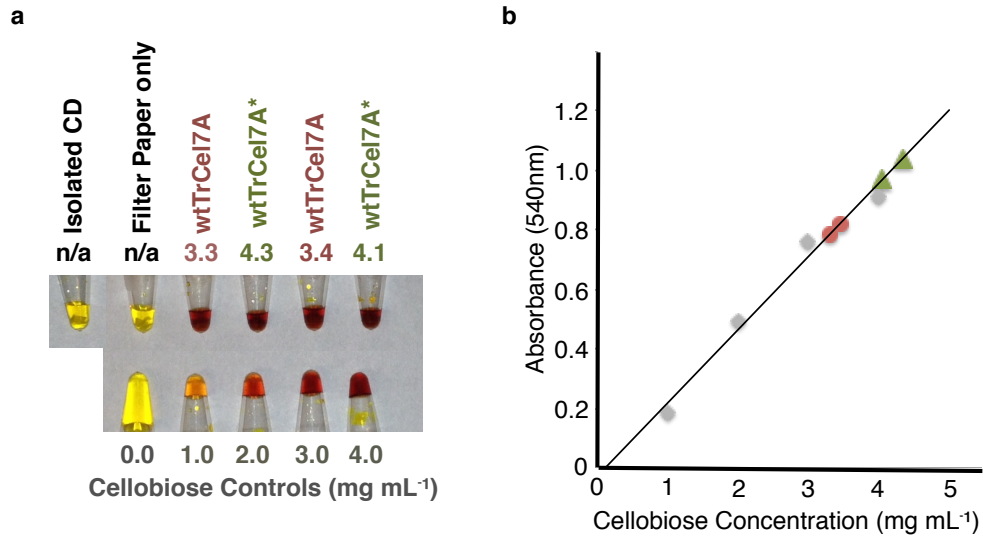 a
Isolated CD
Filter Paper only
wtTrCel7A
wtTrCel7A*
wtTrCel7A
wtTrCel7A*
n/a n/a 3.3 4.3 3.4 4.1
0.0 1.0 2.0 3.0 4.0
Cellobiose Controls (mg mL⁻¹)
b
Absorbance (540nm)
1.2
1.0
0.8
0.6
0.4
0.2
0
0 1 2 3 4 5
Cellobiose Concentration (mg mL⁻¹)